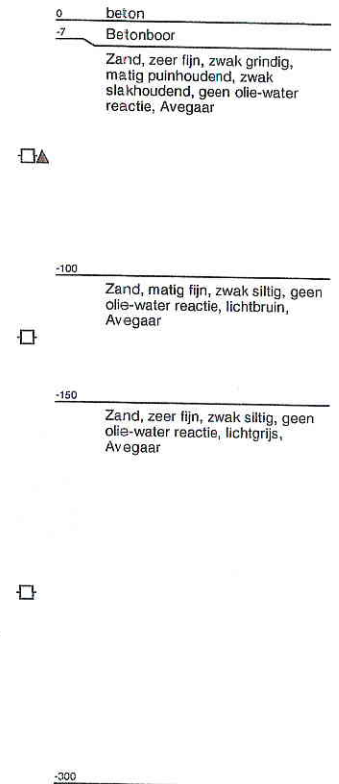 0 beton
-7 Betonboor
Zand, zeer fijn, zwak grindig,
matig puinhoudend, zwak
slakhoudend, geen olie-water
reactie, Avegaar
-100
Zand, matig fijn, zwak siltig, geen
olie-water reactie, lichtbruin,
Avegaar
-150
Zand, zeer fijn, zwak siltig, geen
olie-water reactie, lichtgrijs,
Avegaar
-300